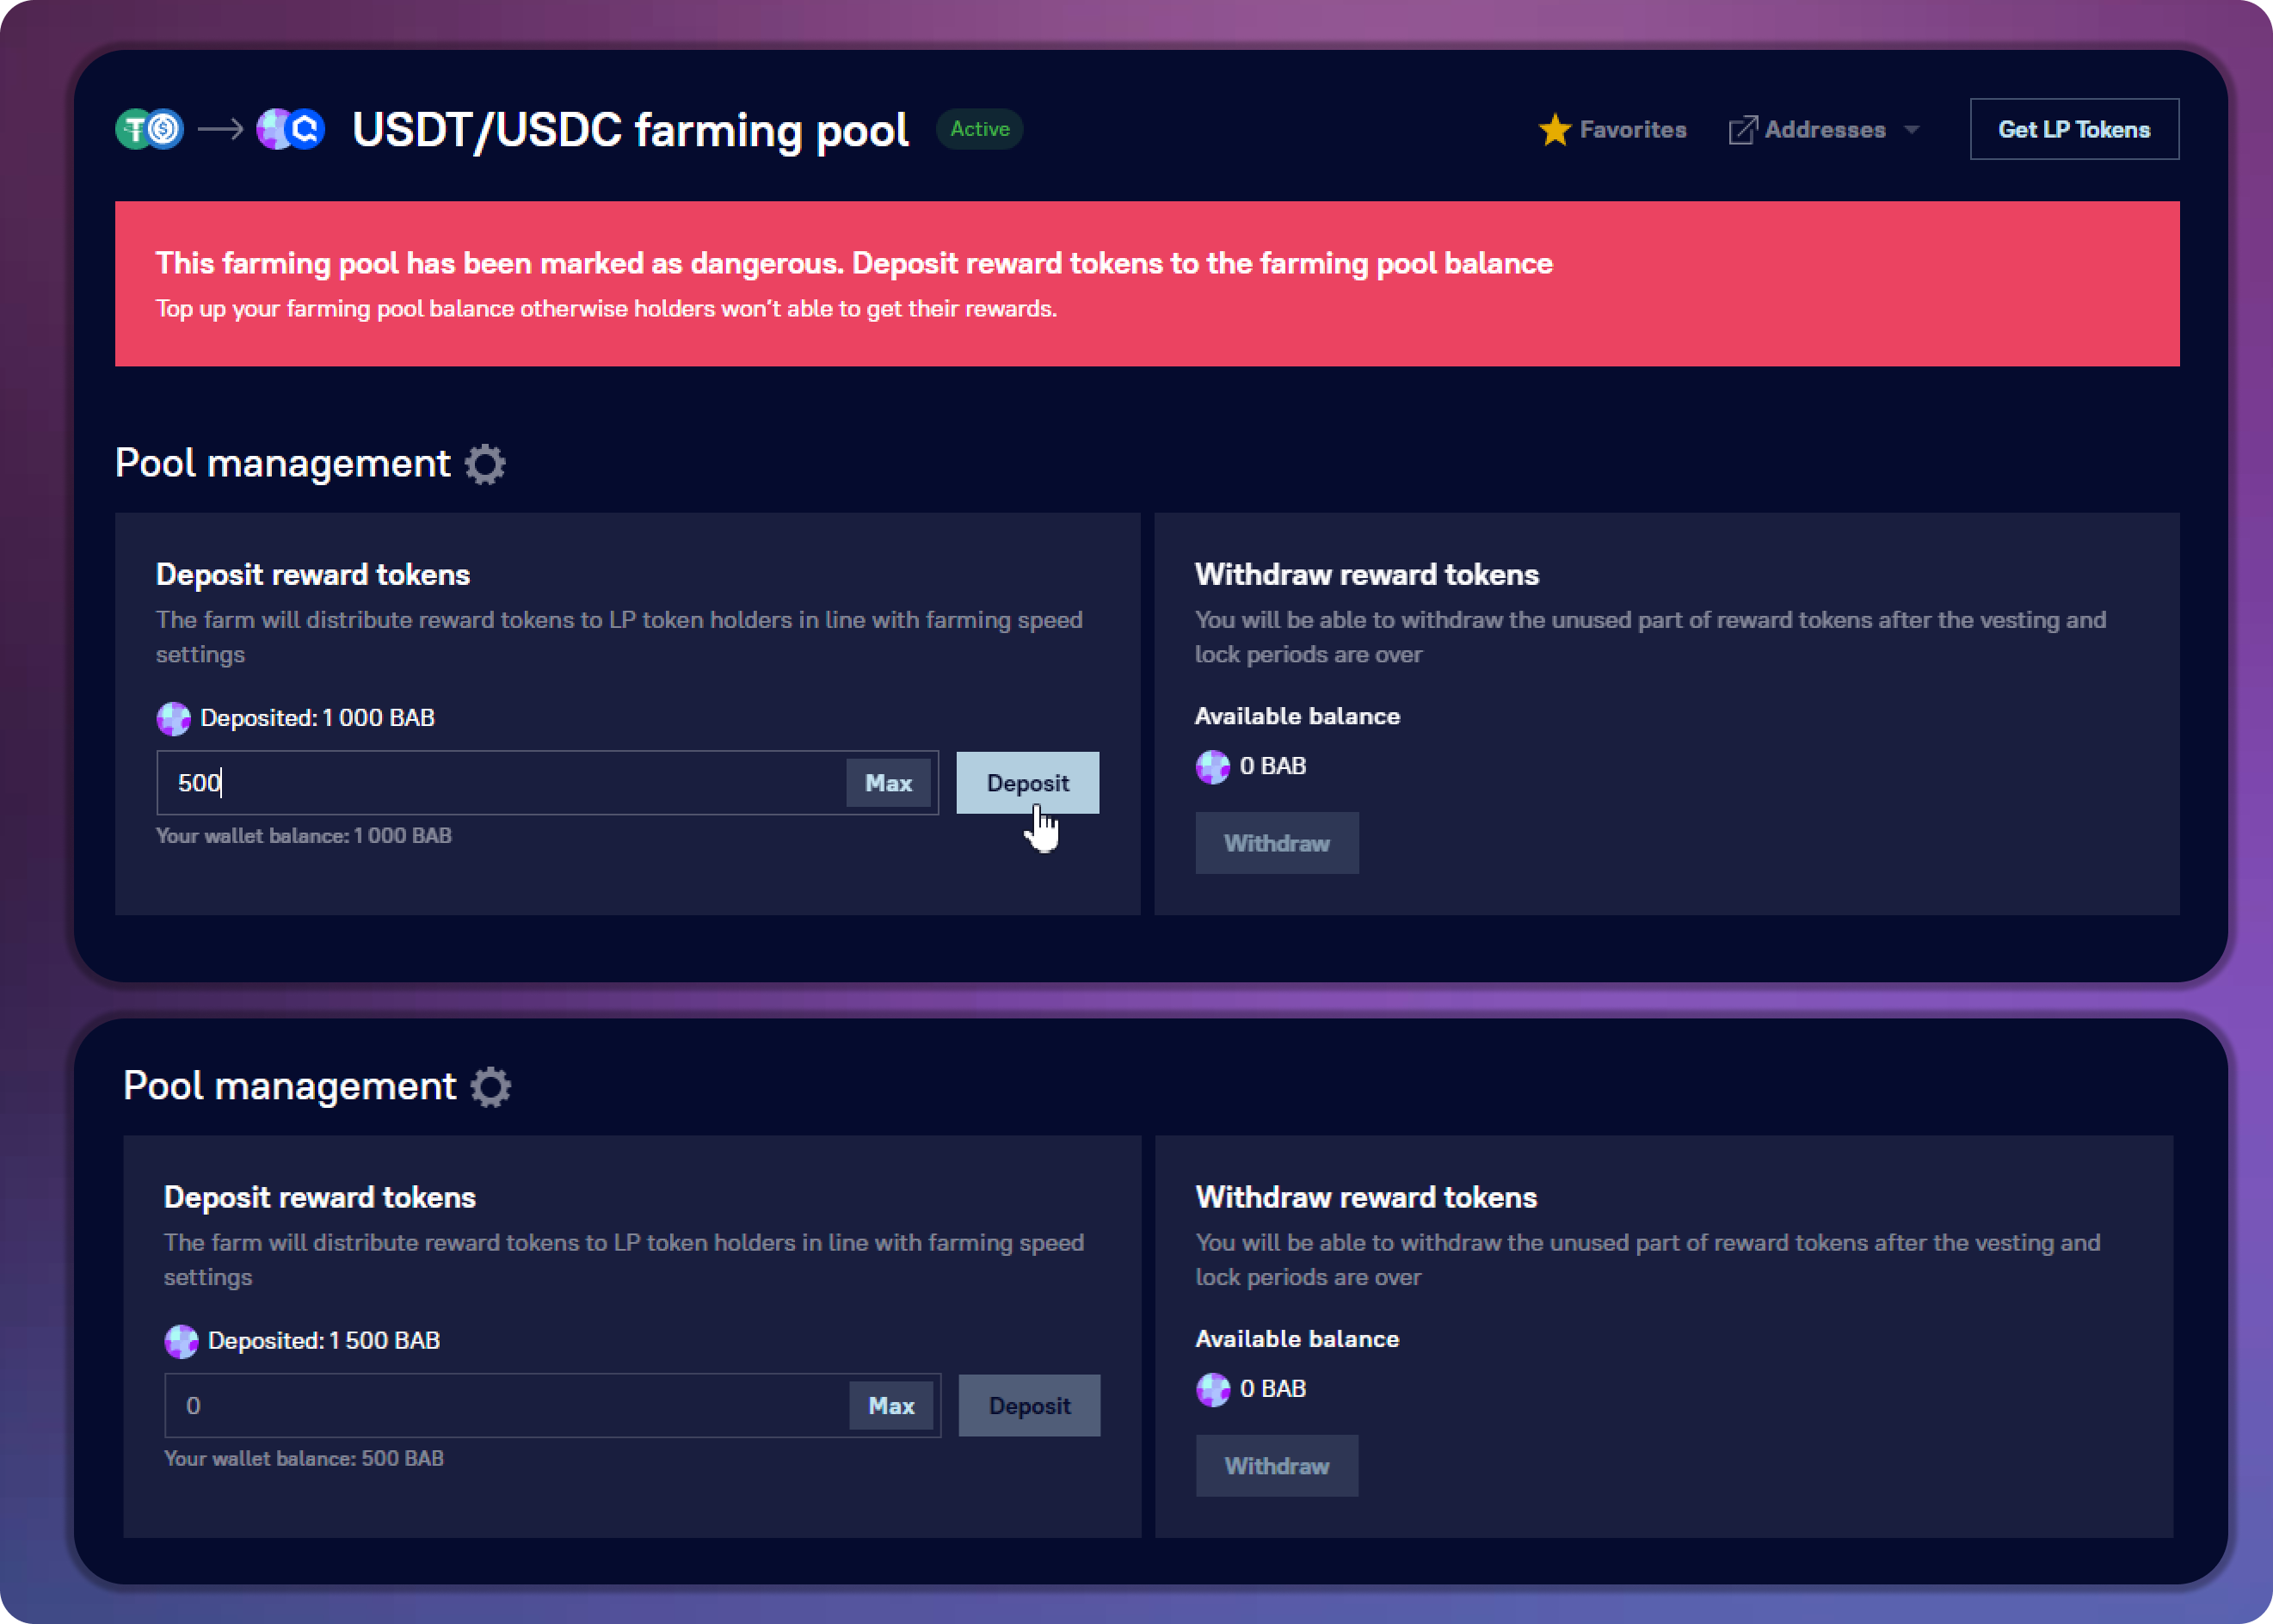 USDT/USDC farming pool
Active
Favorites
Addresses
Get LP Tokens
This farming pool has been marked as dangerous. Deposit reward tokens to the farming pool balance
Top up your farming pool balance otherwise holders won't able to get their rewards.
Pool management
Deposit reward tokens
The farm will distribute reward tokens to LP token holders in line with farming speed
settings
Deposited: 1 000 BAB
500
Max
Deposit
Your wallet balance: 1 000 BAB
Withdraw reward tokens
You will be able to withdraw the unused part of reward tokens after the vesting and
lock periods are over
Available balance
0 BAB
Withdraw
Pool management
Deposit reward tokens
The farm will distribute reward tokens to LP token holders in line with farming speed
settings
Deposited: 1 500 BAB
0
Max
Deposit
Your wallet balance: 500 BAB
Withdraw reward tokens
You will be able to withdraw the unused part of reward tokens after the vesting and
lock periods are over
Available balance
0 BAB
Withdraw